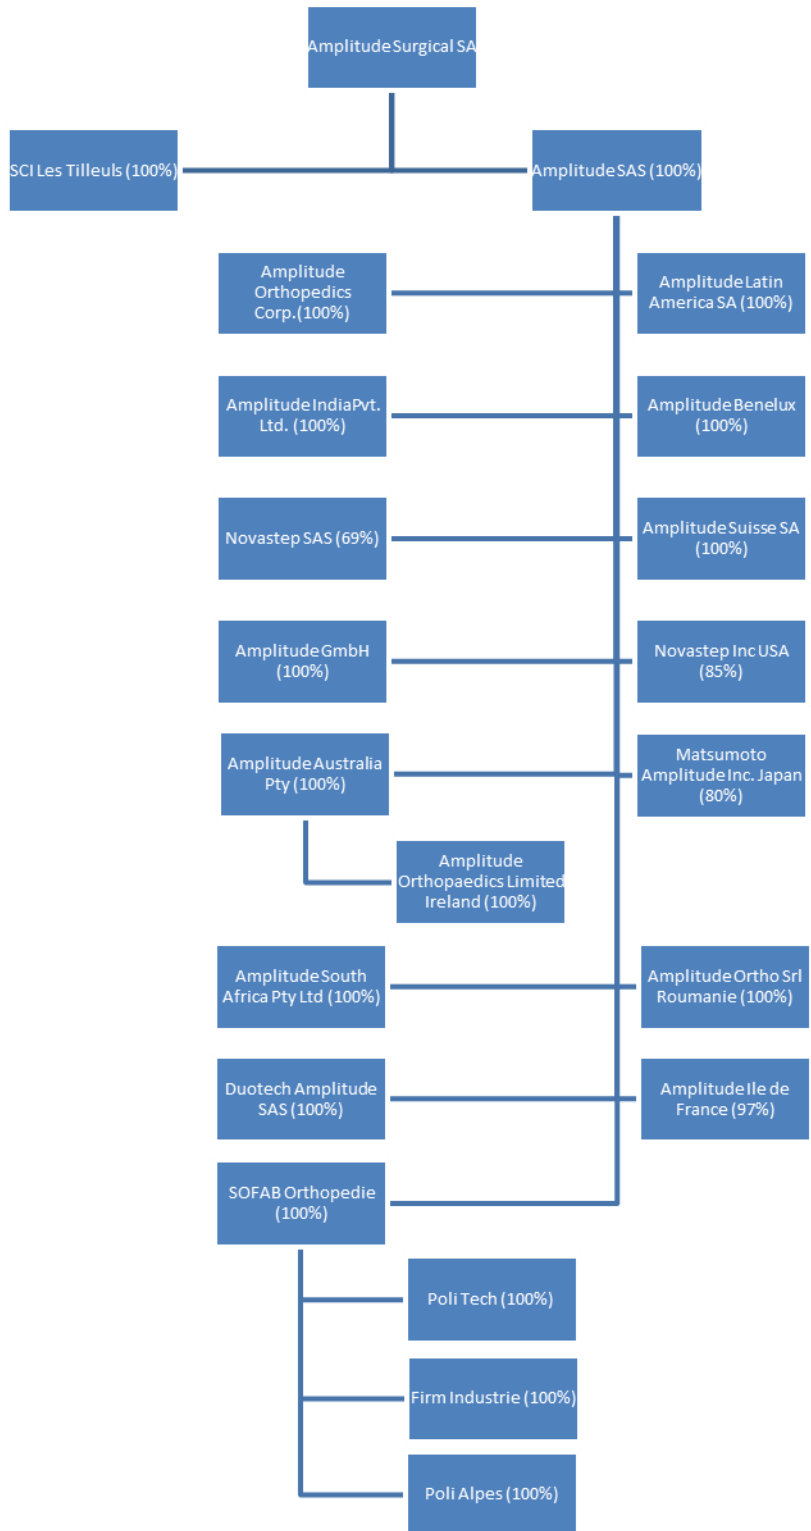 Amplitude Surgical SA
SCI Les Tilleuls (100%)
Amplitude SAS (100%)
Amplitude
Orthopedics
Corp.(100%)
Amplitude Latin
America SA (100%)
Amplitude IndiaPvt.
Ltd. (100%)
Amplitude Benelux
(100%)
Novastep SAS (69%)
Amplitude Suisse SA
(100%)
Amplitude GmbH
(100%)
Novastep Inc USA
(85%)
Amplitude Australia
Pty (100%)
Matsumoto
Amplitude Inc. Japan
(80%)
Amplitude
Orthopaedics Limited
Ireland (100%)
Amplitude South
Africa Pty Ltd (100%)
Amplitude Ortho Srl
Roumanie (100%)
Duotech Amplitude
SAS (100%)
Amplitude Ile de
France (97%)
SOFAB Orthopedie
(100%)
Poli Tech (100%)
Firm Industrie (100%)
Poli Alpes (100%)